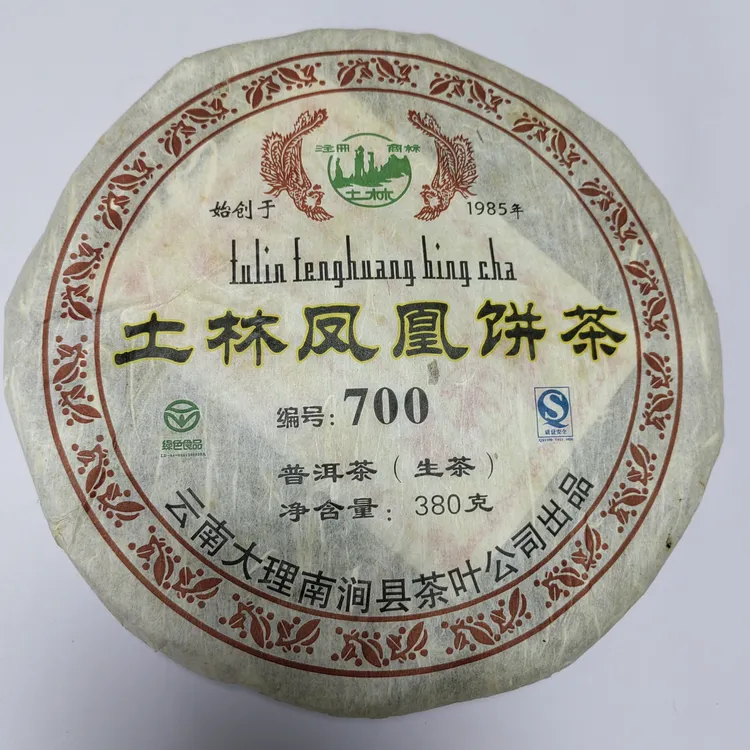 注册 商标
土林
始创于 1985年
tulin fenghuang bing cha
土林凤凰饼茶
编号：700
绿色食品
普洱茶（生茶）
净含量：380克
云南大理南涧县茶叶公司出品